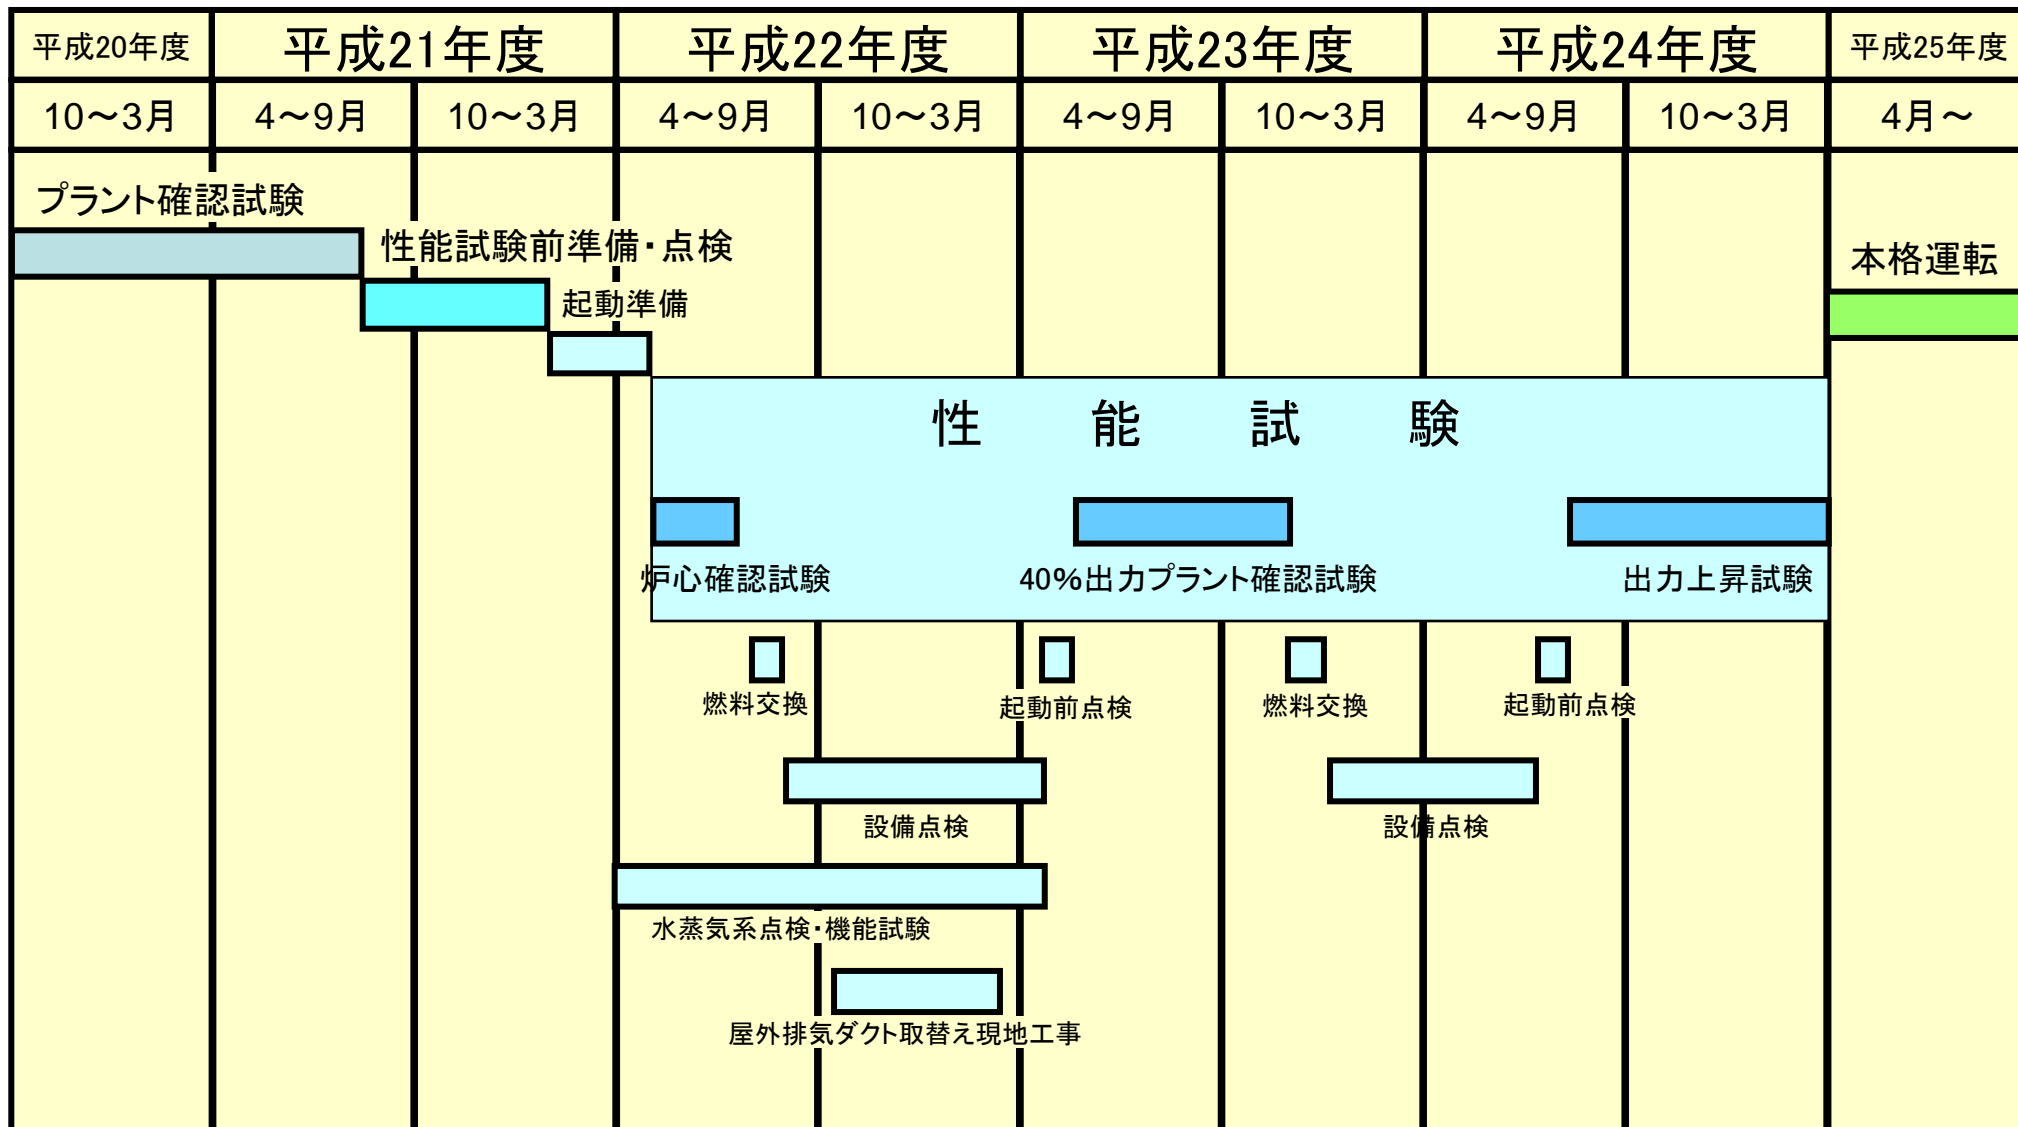 平成20年度 平成21年度 平成22年度 平成23年度 平成24年度 平成25年度
10～3月 4～9月 10～3月 4～9月 10～3月 4～9月 10～3月 4～9月 10～3月 4月～
プラント確認試験
性能試験前準備・点検
本格運転
起動準備
性能試験
炉心確認試験 40%出力プラント確認試験 出力上昇試験
燃料交換 起動前点検 燃料交換 起動前点検
設備点検 設備点検
水蒸気系点検・機能試験
屋外排気ダクト取替え現地工事